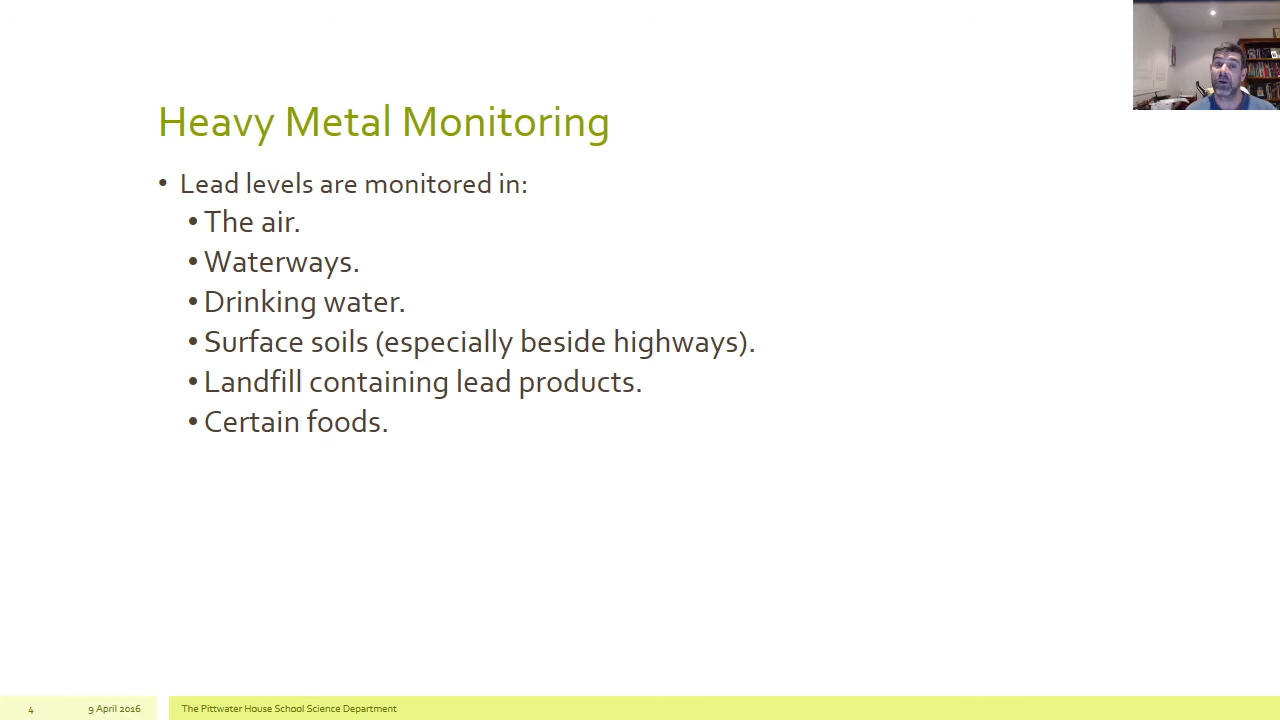 Heavy Metal Monitoring
• Lead levels are monitored in:
• The air.
• Waterways.
• Drinking water.
• Surface soils (especially beside highways).
• Landfill containing lead products.
• Certain foods.
4 9 April 2016 The Pittwater House School Science Department